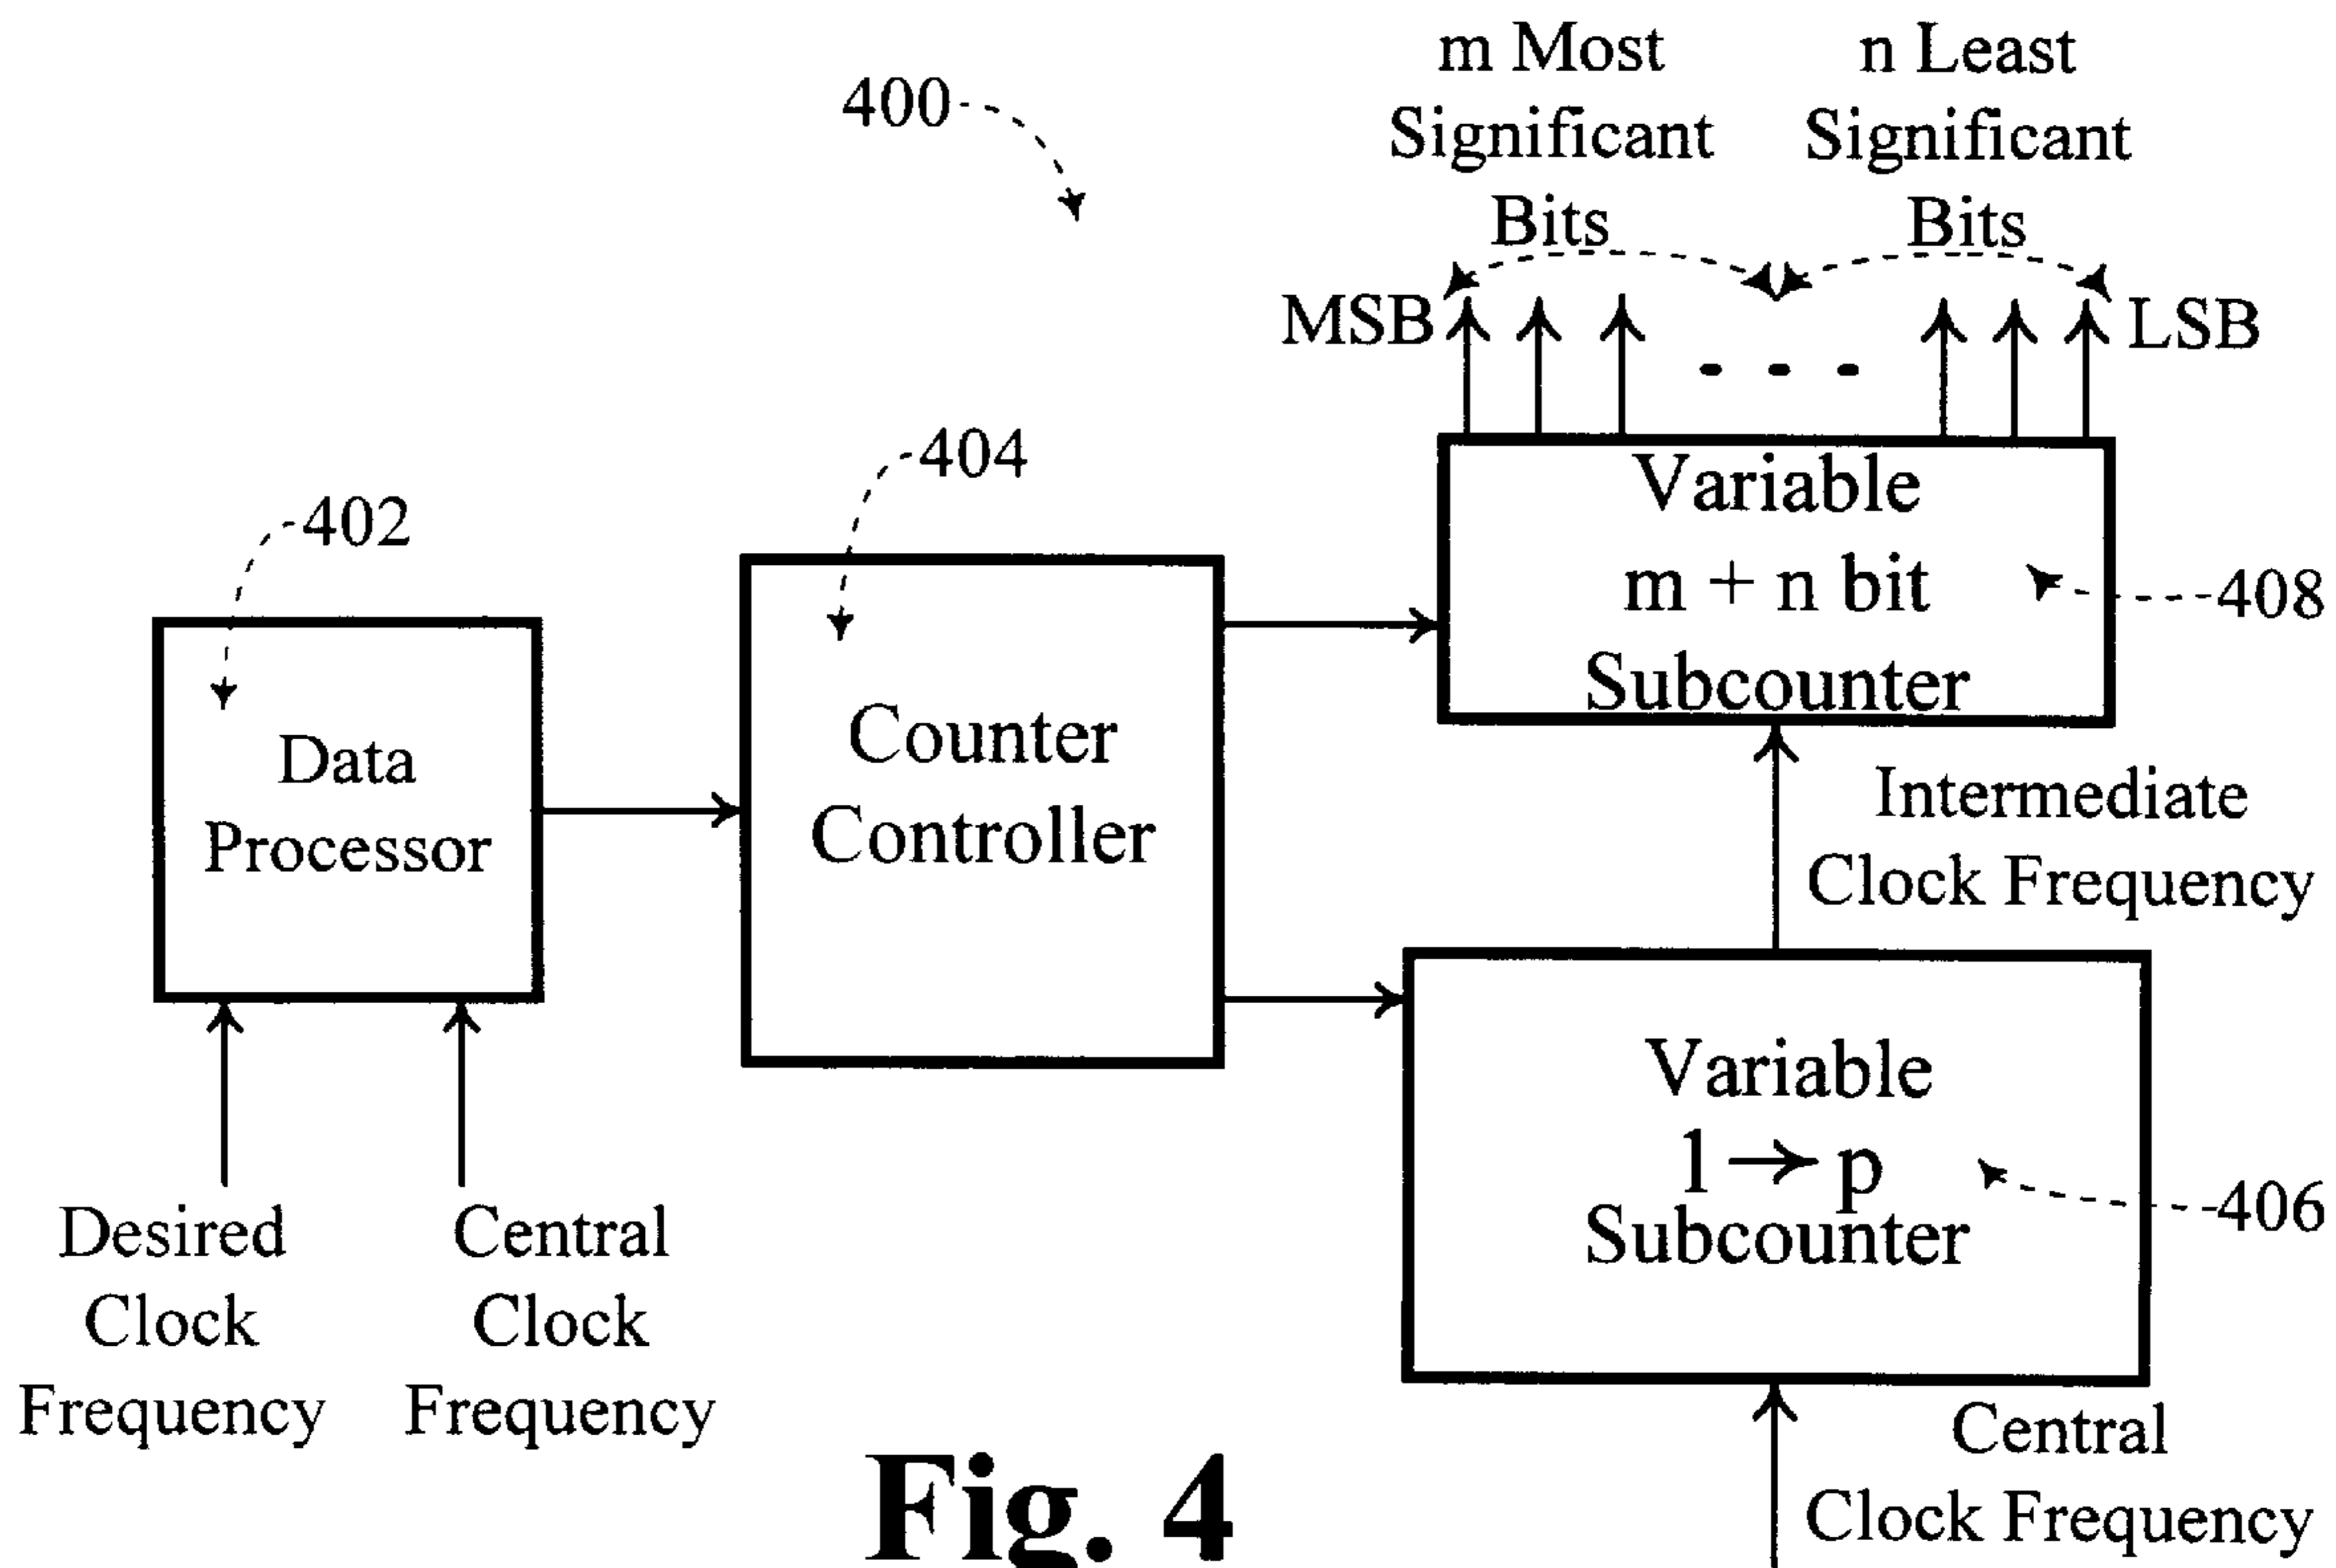 400
m Most
Significant
Bits
n Least
Significant
Bits
MSB
LSB
402
404
Data
Processor
Counter
Controller
Variable
m + n bit
Subcounter
408
Intermediate
Clock Frequency
Variable
1 → p
Subcounter
406
Desired
Clock
Frequency
Central
Clock
Frequency
Central
Clock Frequency
Fig. 4